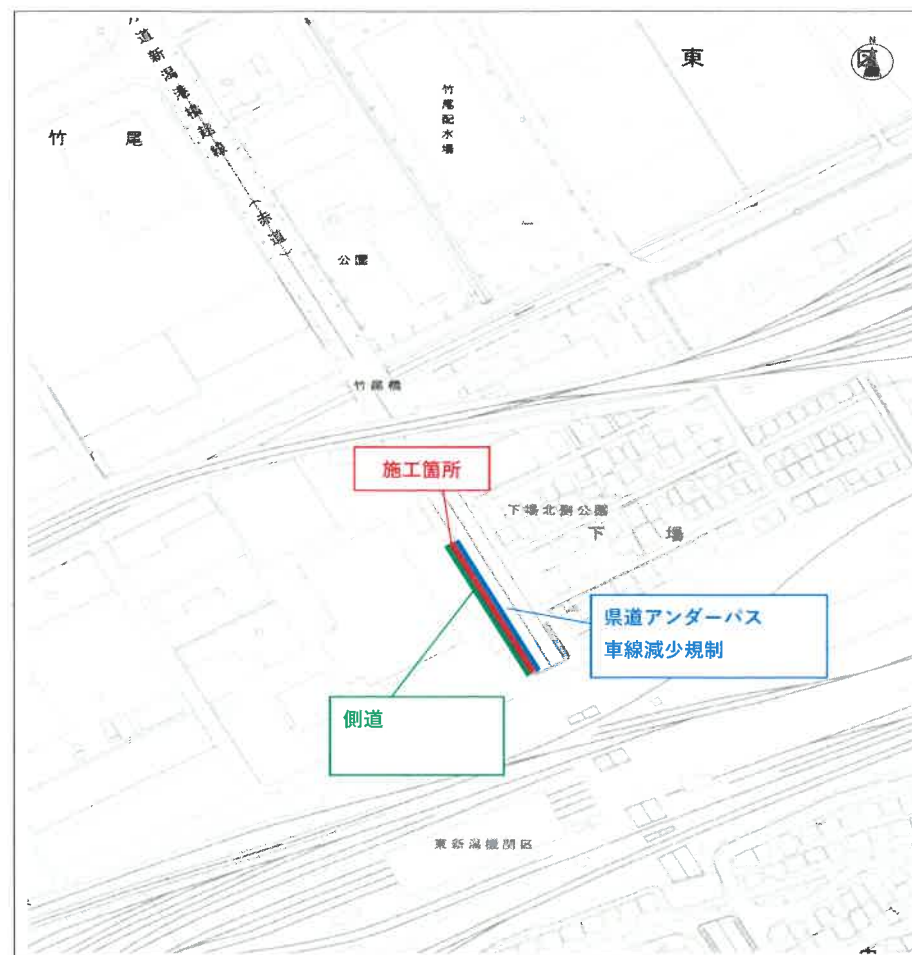 東 区
N
竹 尾
竹尾配水場
道新潟港横越線
(赤道)
公園
竹尾橋
施工箇所
下場北側公園
下 場
県道アンダーパス
車線減少規制
側道
東新潟機関区